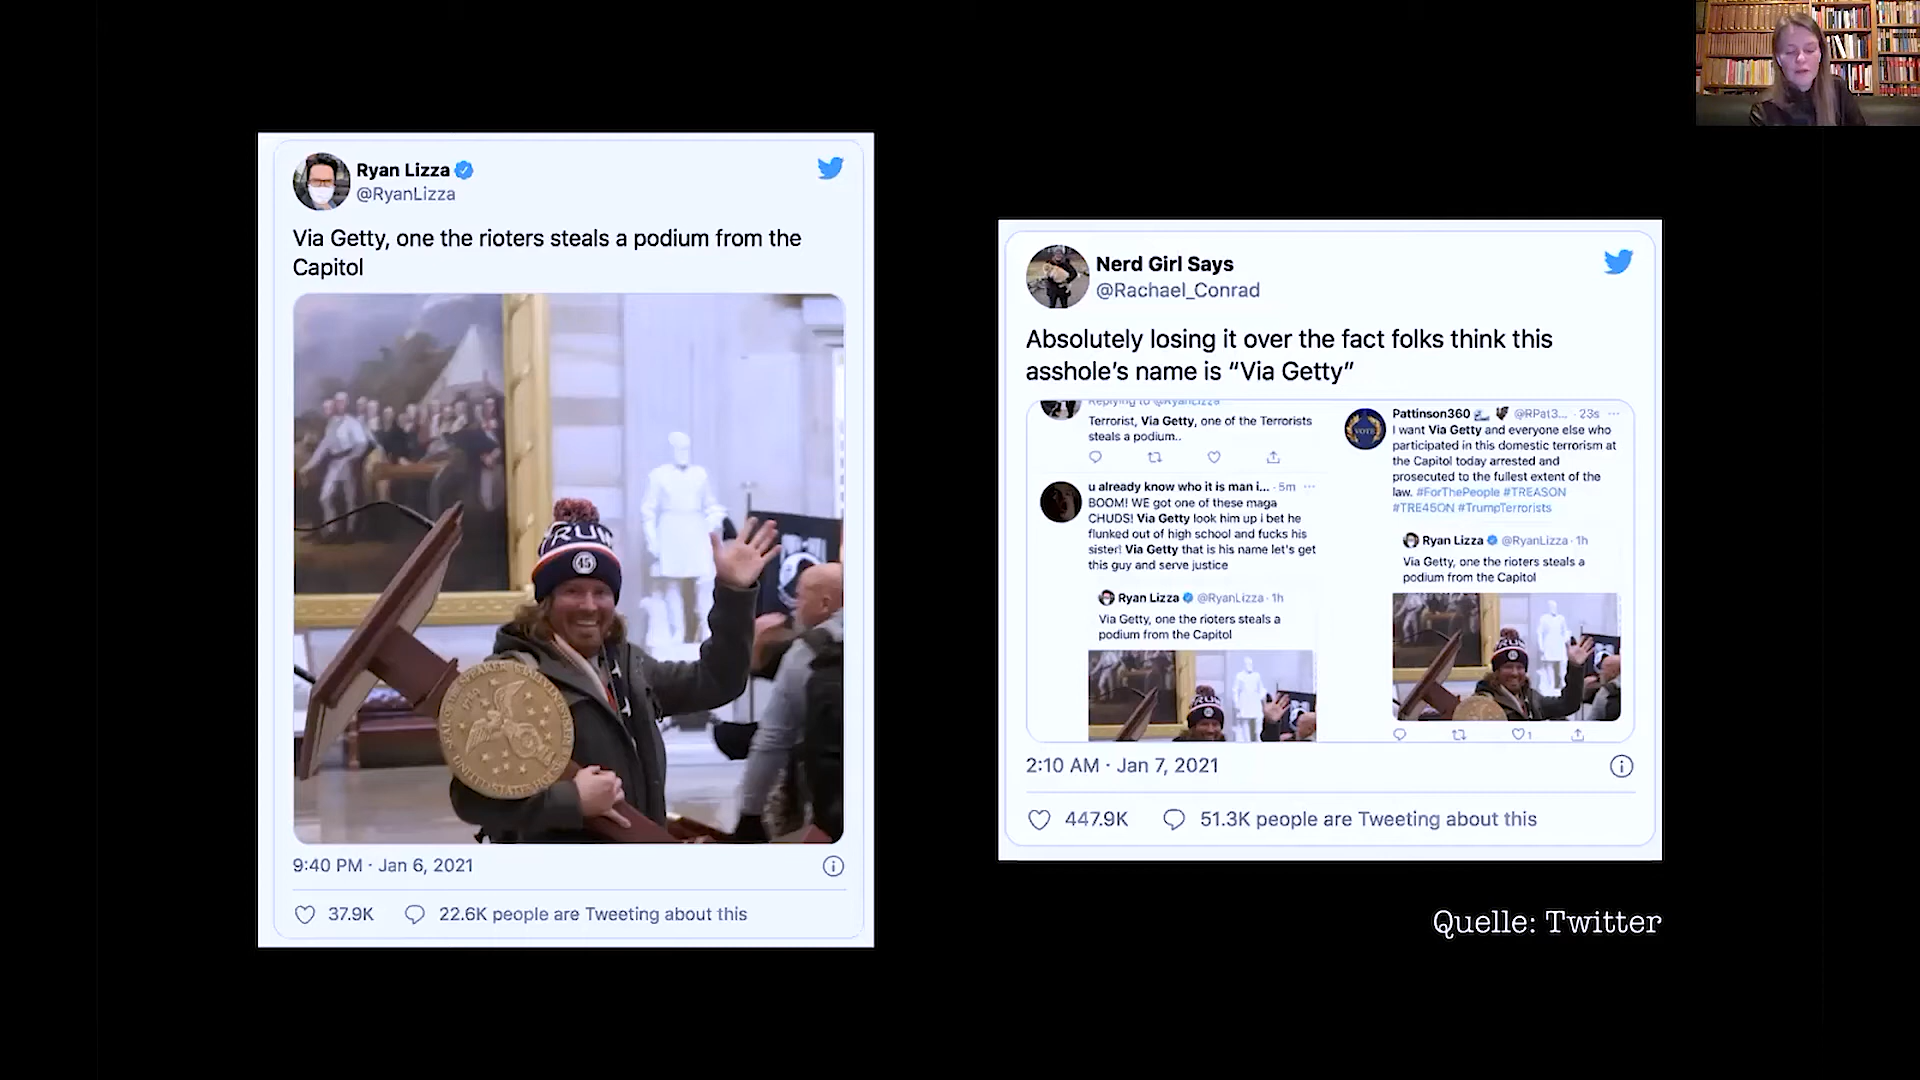 Ryan Lizza
@RyanLizza
Via Getty, one the rioters steals a podium from the
Capitol
TRUM
45
9:40 PM · Jan 6, 2021
37.9K
22.6K people are Tweeting about this
Nerd Girl Says
@Rachael_Conrad
Absolutely losing it over the fact folks think this
asshole's name is “Via Getty”
Replying to @RyanLizza
Terrorist, Via Getty, one of the Terrorists
steals a podium..
u already know who it is man i... · 5m
BOOM! WE got one of these maga
CHUDS! Via Getty look him up i bet he
flunked out of high school and fucks his
sister! Via Getty that is his name let's get
this guy and serve justice
Ryan Lizza @RyanLizza · 1h
Via Getty, one the rioters steals a
podium from the Capitol
VOTE
Pattinson360 @RPat3... · 23s
I want Via Getty and everyone else who
participated in this domestic terrorism at
the Capitol today arrested and
prosecuted to the fullest extent of the
law. #ForThePeople #TREASON
#TRE45ON #TrumpTerrorists
Ryan Lizza @RyanLizza · 1h
Via Getty, one the rioters steals a
podium from the Capitol
1
2:10 AM · Jan 7, 2021
447.9K
51.3K people are Tweeting about this
Quelle: Twitter